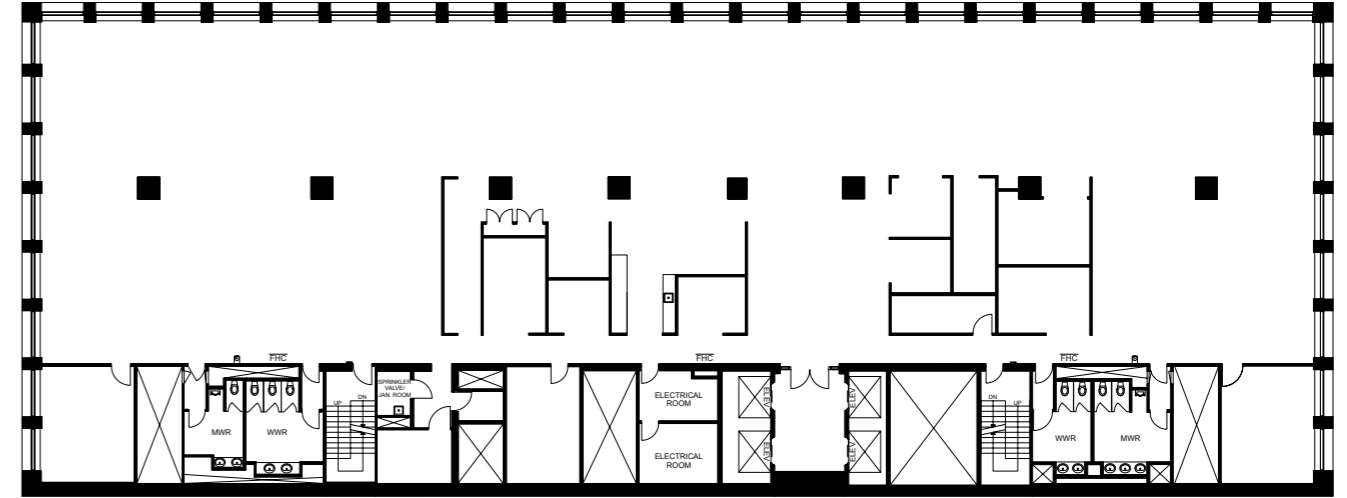 FHC
FHC
FHC
SPRINKLER
VALVE/
JAN. ROOM
UP
DN
MWR
WWR
ELECTRICAL
ROOM
ELECTRICAL
ROOM
ELEV
ELEV
ELEV
ELEV
DN
UP
WWR
MWR